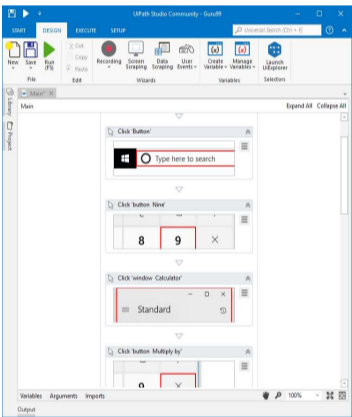 UiPath Studio Community - Guru99
START DESIGN EXECUTE SETUP
Universal Search (Ctrl + F)
New Save Run (F5) Cut Copy Paste Recording Screen Scraping Data Scraping User Events Create Variable Manage Variables Launch UiExplorer
File Edit Wizards Variables Selectors
Library
Project
Main*
Main Expand All Collapse All
Click 'Button'
Type here to search
Click 'button Nine'
8 9 ×
Click 'window Calculator'
Standard
Click 'button Multiply by'
9 ×
Variables Arguments Imports 100%
Output